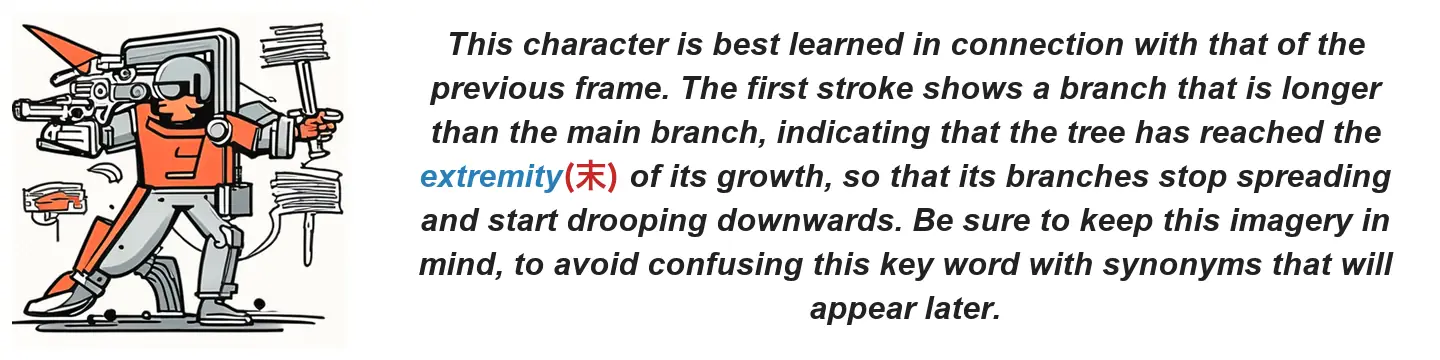 This character is best learned in connection with that of the
previous frame. The first stroke shows a branch that is longer
than the main branch, indicating that the tree has reached the
extremity(末) of its growth, so that its branches stop spreading
and start drooping downwards. Be sure to keep this imagery in
mind, to avoid confusing this key word with synonyms that will
appear later.